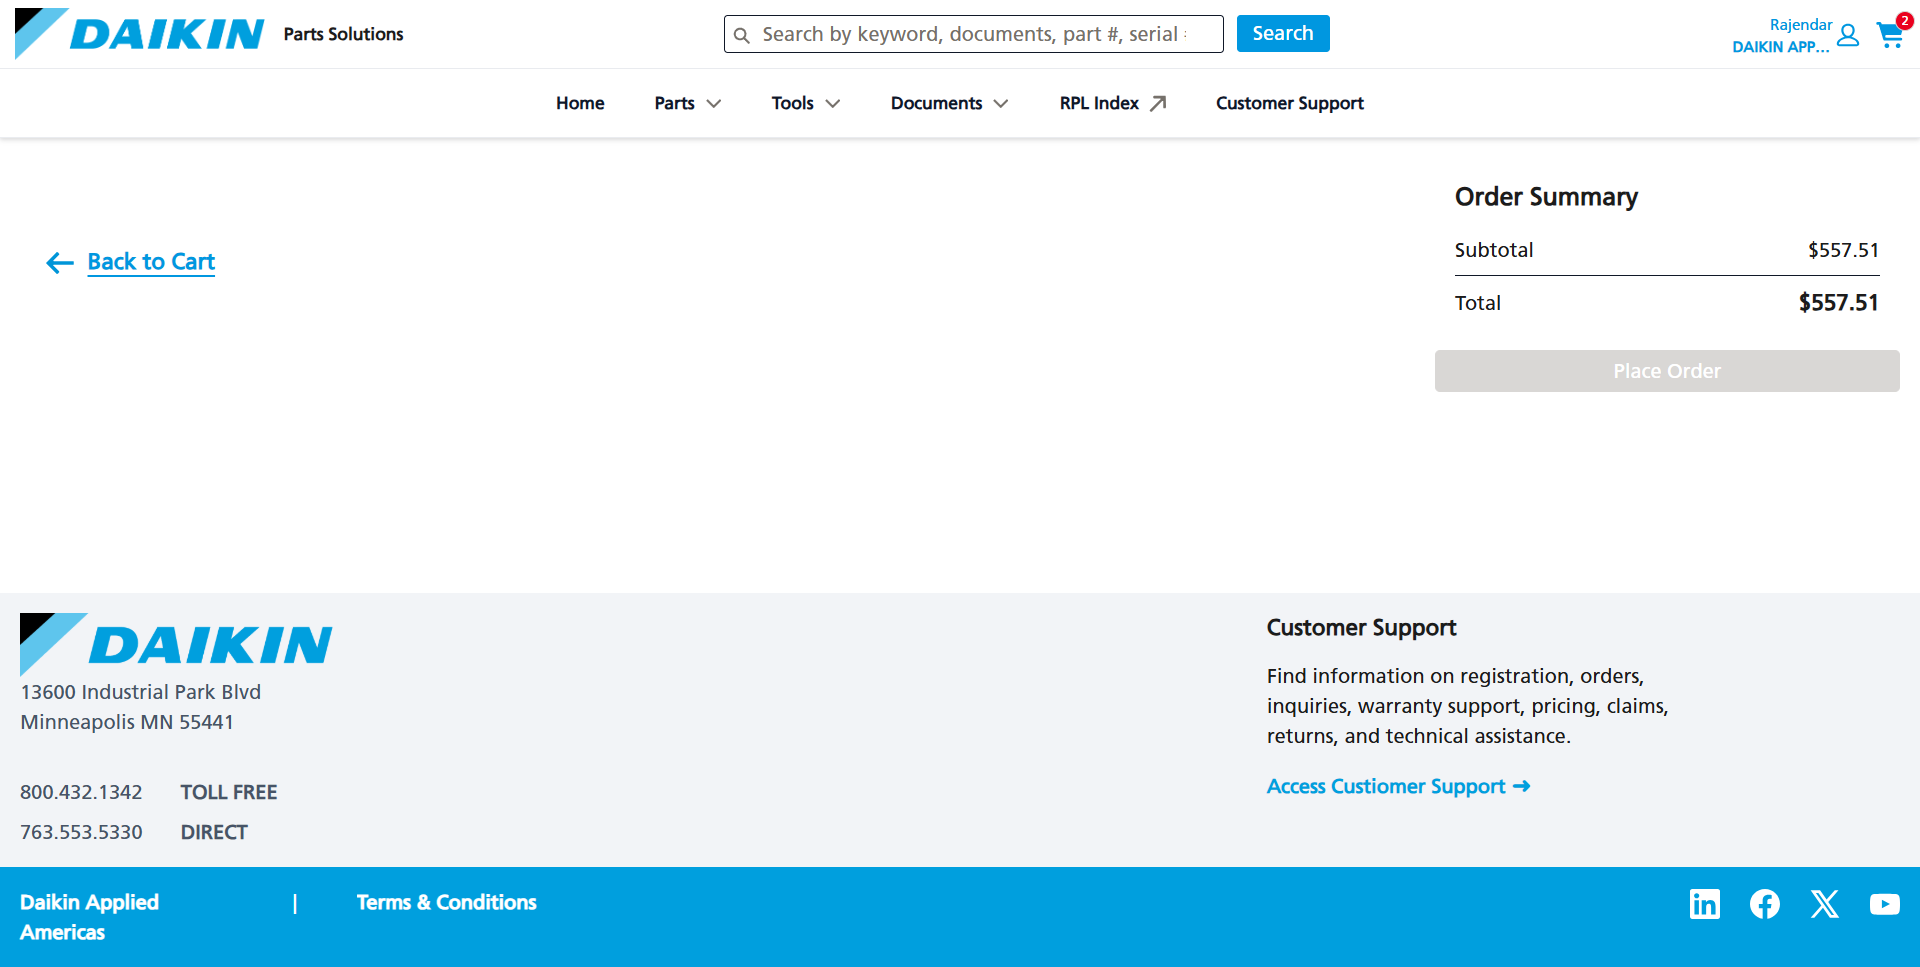 DAIKIN Parts Solutions
Search by keyword, documents, part #, serial
Search
Rajendar
DAIKIN APP...
2
Home Parts Tools Documents RPL Index Customer Support
Order Summary
Subtotal $557.51
Back to Cart
Total $557.51
Place Order
DAIKIN
13600 Industrial Park Blvd
Minneapolis MN 55441
800.432.1342 TOLL FREE
763.553.5330 DIRECT
Customer Support
Find information on registration, orders,
inquiries, warranty support, pricing, claims,
returns, and technical assistance.
Access Custiomer Support →
Daikin Applied
Americas
| Terms & Conditions